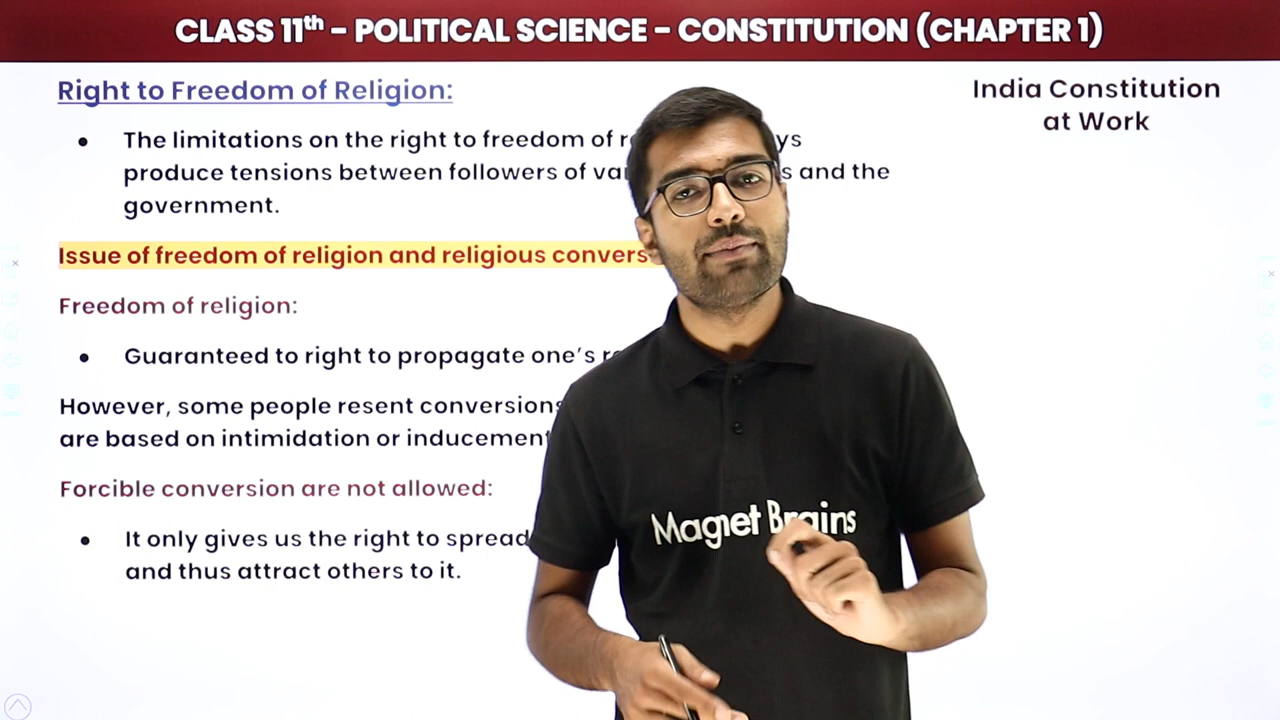 CLASS 11th - POLITICAL SCIENCE - CONSTITUTION (CHAPTER 1)
Right to Freedom of Religion:
India Constitution
at Work
• The limitations on the right to freedom of
produce tensions between followers of and the
government.
Issue of freedom of religion and religious
Freedom of religion:
• Guaranteed to right to propagate one's
However, some people resent conversions
are based on intimidation or inducement
Forcible conversion are not allowed:
• It only gives us the right to spread
and thus attract others to it.
Magnet Brains